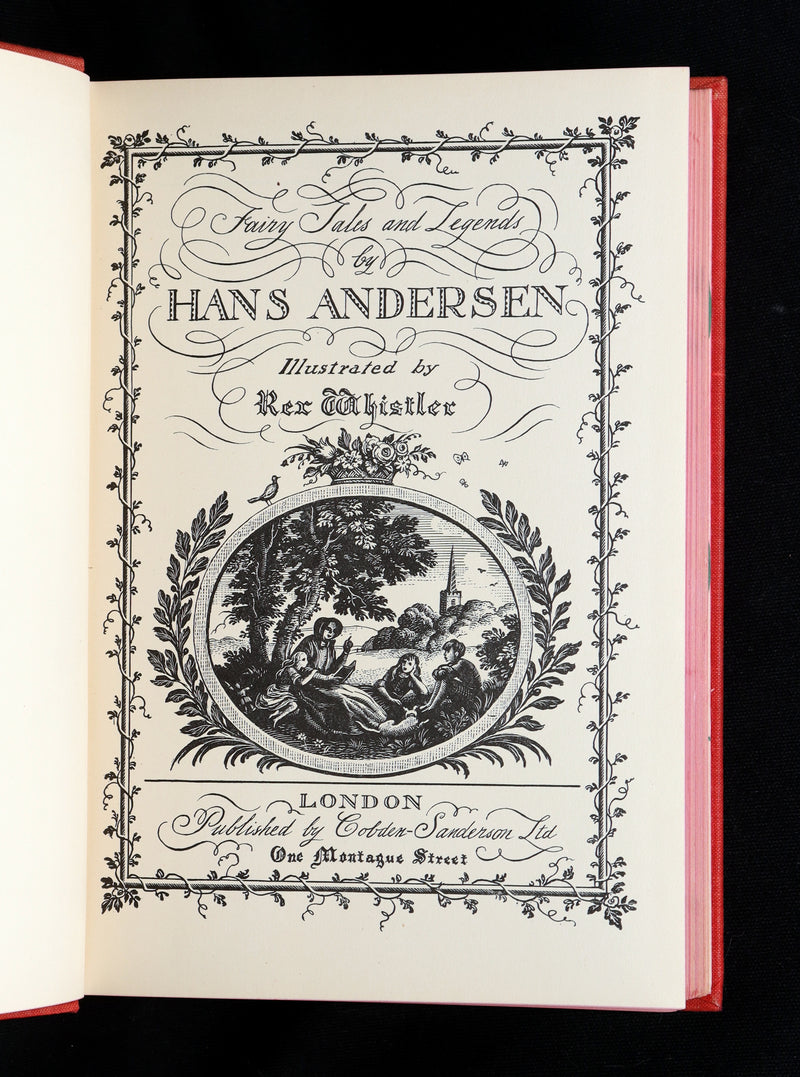 Fairy Tales and Legends
by
HANS ANDERSEN
Illustrated by
Rex Whistler
LONDON
Published by Cobden-Sanderson Ltd
One Montague Street